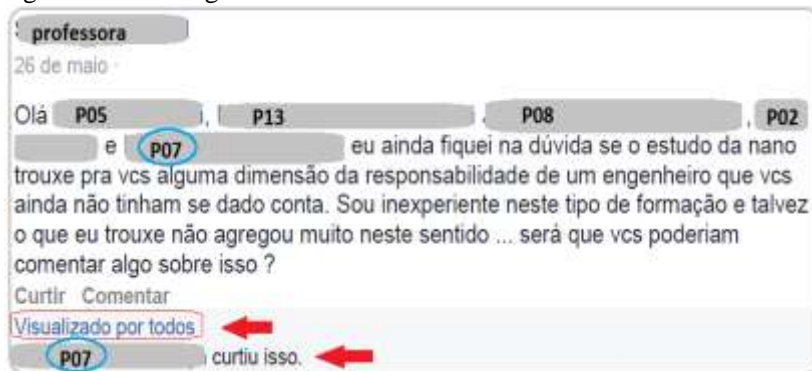 professora
26 de maio ·
Olá P05, P13, P08, P02
e P07 eu ainda fiquei na dúvida se o estudo da nano
trouxe pra vcs alguma dimensão da responsabilidade de um engenheiro que vcs
ainda não tinham se dado conta. Sou inexperiente neste tipo de formação e talvez
o que eu trouxe não agregou muito neste sentido ... será que vcs poderiam
comentar algo sobre isso ?
Curtir Comentar
Visualizado por todos
P07 curtiu isso.